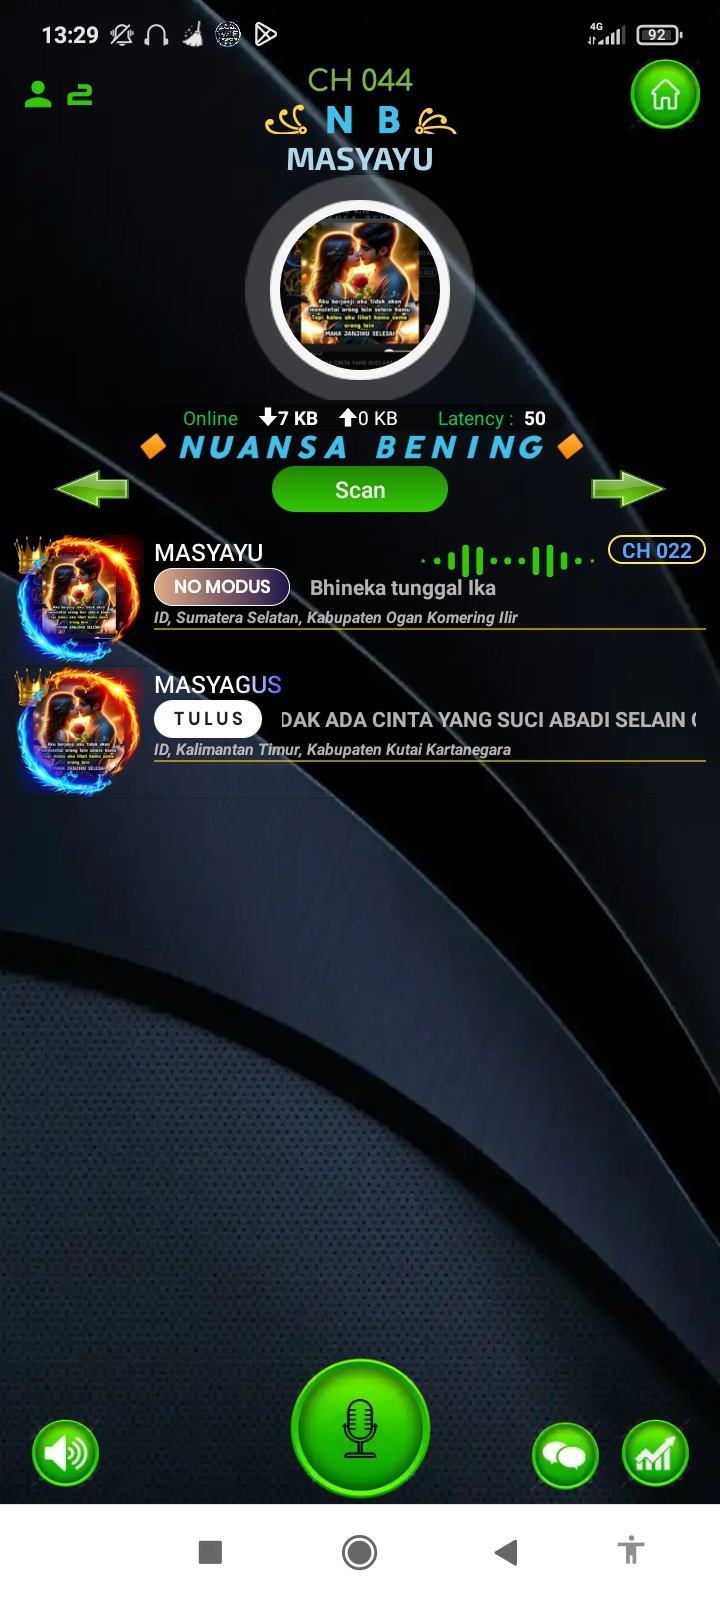 13:29 4G 92
2 CH 044
N B
MASYAYU
Aku berjanji aku tidak akan
mencintai orang lain selain kamu
Tapi kalau aku lihat kamu sama
orang lain
MAKA JANJIKU SELESAI
Online 7 KB 0 KB Latency : 50
🔶 NUANSA BENING 🔶
Scan
MASYAYU CH 022
NO MODUS Bhineka tunggal Ika
ID, Sumatera Selatan, Kabupaten Ogan Komering Ilir
MASYAGUS
TULUS DAK ADA CINTA YANG SUCI ABADI SELAIN
ID, Kalimantan Timur, Kabupaten Kutai Kartanegara